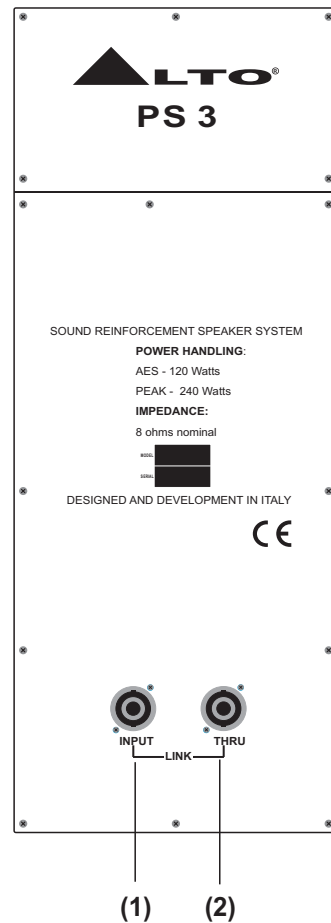 ALTO®
PS 3
SOUND REINFORCEMENT SPEAKER SYSTEM
POWER HANDLING:
AES - 120 Watts
PEAK - 240 Watts
IMPEDANCE:
8 ohms nominal
MODEL
SERIAL
DESIGNED AND DEVELOPMENT IN ITALY
CE
INPUT THRU
LINK
(1) (2)